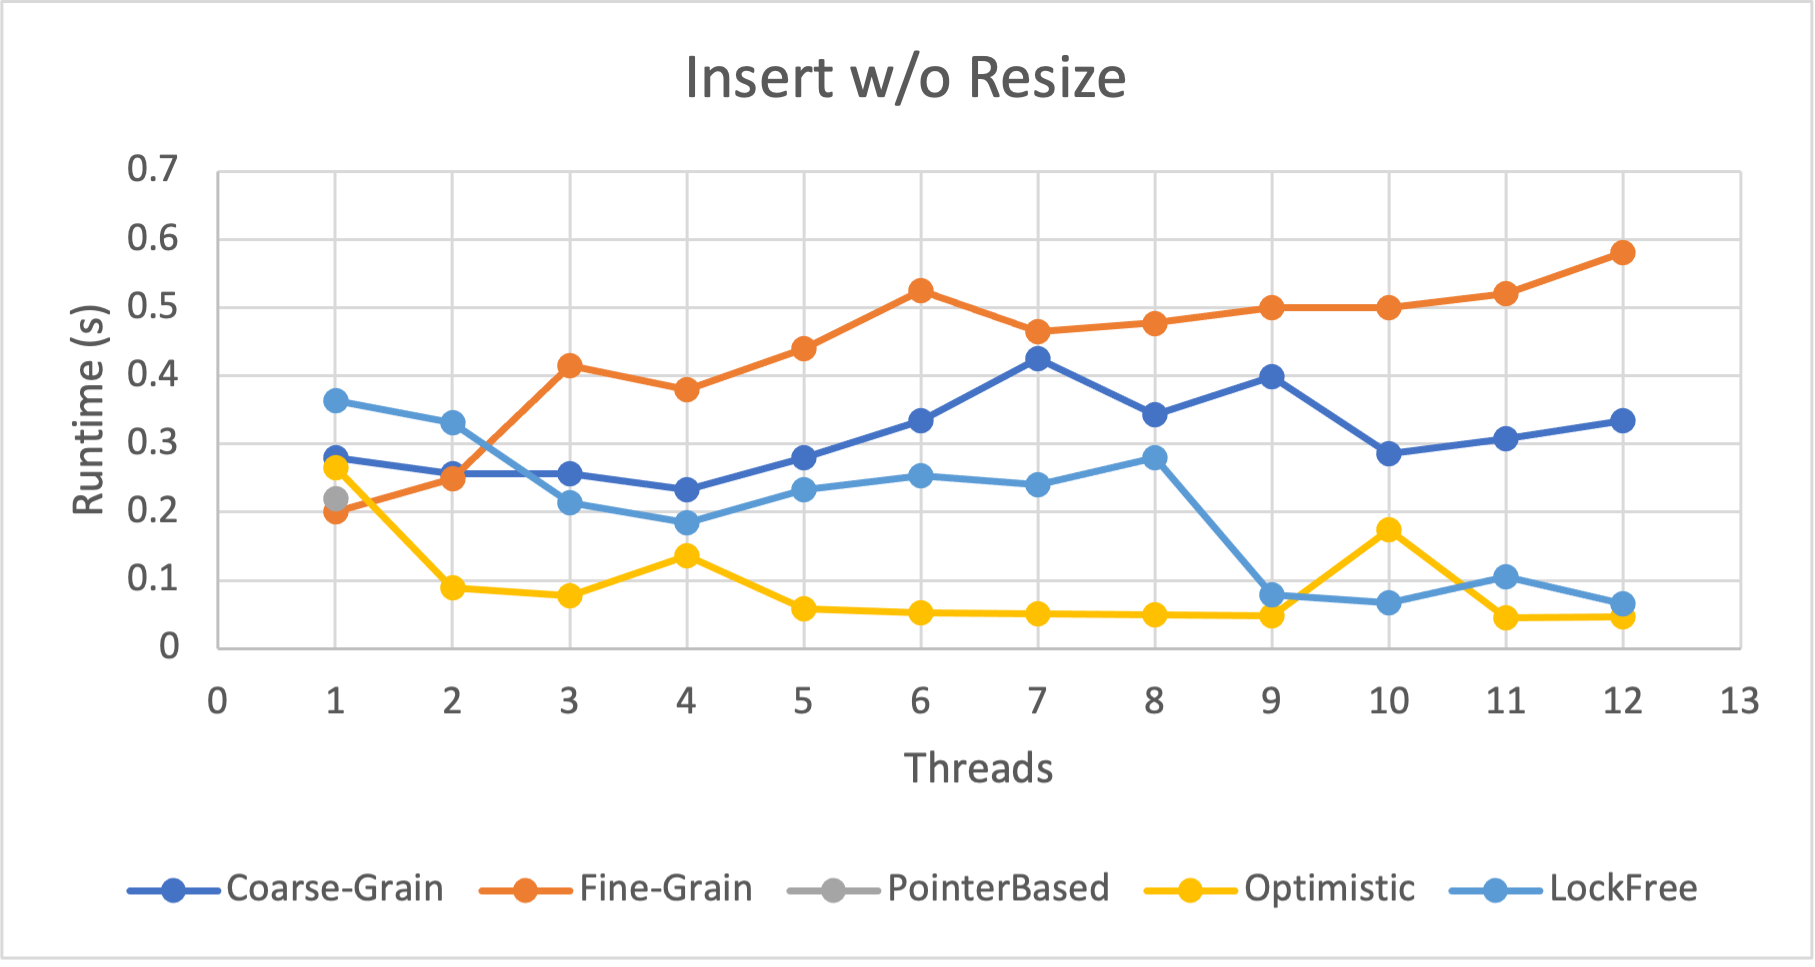 Insert w/o Resize
0.7
0.6
0.5
0.4
0.3
0.2
0.1
0
Runtime (s)
0 1 2 3 4 5 6 7 8 9 10 11 12 13
Threads
Coarse-Grain Fine-Grain PointerBased Optimistic LockFree